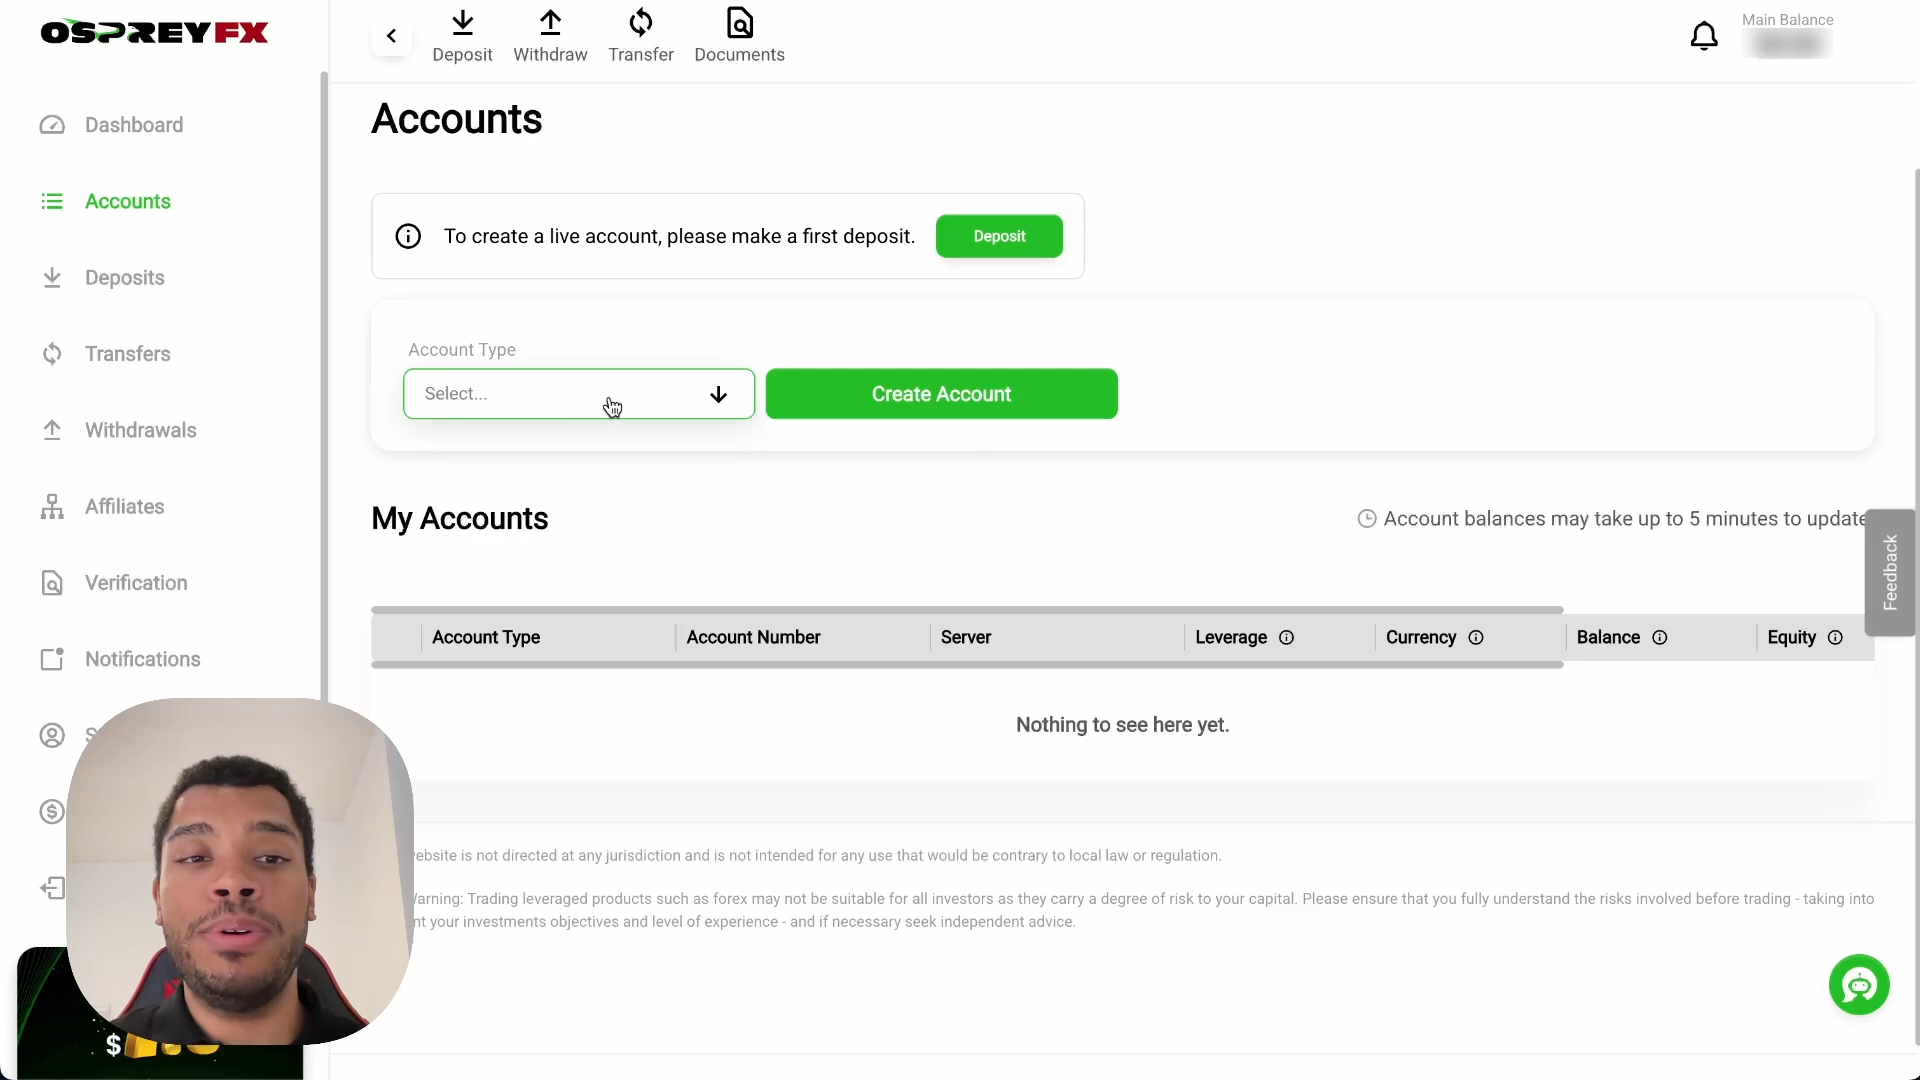 OSPREYFX
Deposit
Withdraw
Transfer
Documents
Main Balance
Dashboard
Accounts
Deposits
Transfers
Withdrawals
Affiliates
Verification
Notifications
Accounts
To create a live account, please make a first deposit.
Deposit
Account Type
Select...
Create Account
My Accounts
Account balances may take up to 5 minutes to update
Feedback
Account Type
Account Number
Server
Leverage
Currency
Balance
Equity
Nothing to see here yet.
website is not directed at any jurisdiction and is not intended for any use that would be contrary to local law or regulation.
Warning: Trading leveraged products such as forex may not be suitable for all investors as they carry a degree of risk to your capital. Please ensure that you fully understand the risks involved before trading - taking into
nt your investments objectives and level of experience - and if necessary seek independent advice.
$